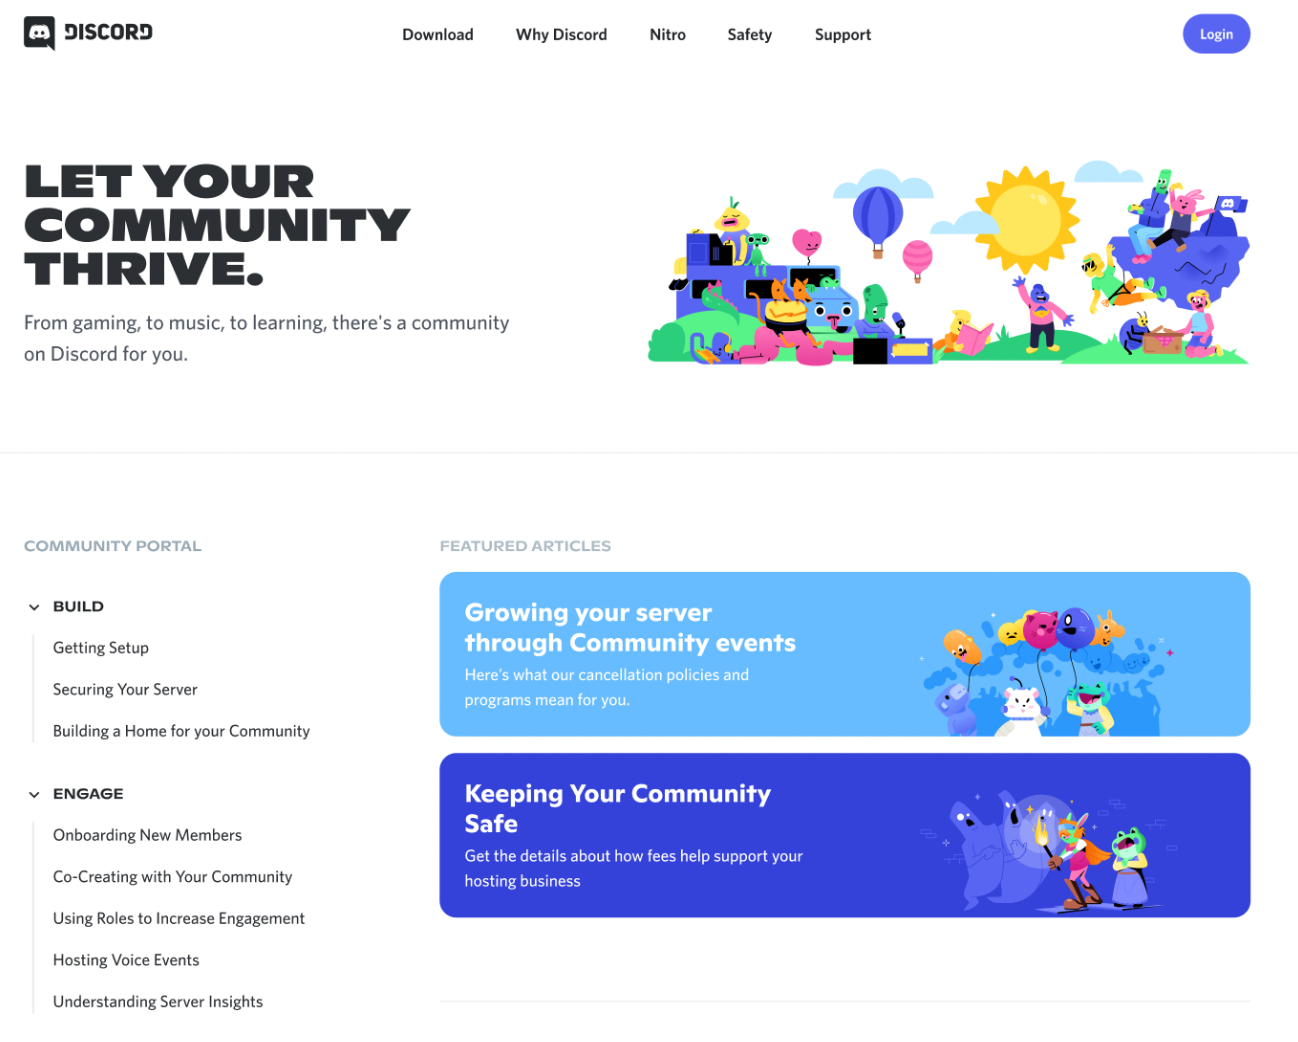 DISCORD
Download
Why Discord
Nitro
Safety
Support
Login
LET YOUR
COMMUNITY
THRIVE.
From gaming, to music, to learning, there's a community
on Discord for you.
COMMUNITY PORTAL
BUILD
Getting Setup
Securing Your Server
Building a Home for your Community
ENGAGE
Onboarding New Members
Co-Creating with Your Community
Using Roles to Increase Engagement
Hosting Voice Events
Understanding Server Insights
FEATURED ARTICLES
Growing your server
through Community events
Here's what our cancellation policies and
programs mean for you.
Keeping Your Community
Safe
Get the details about how fees help support your
hosting business